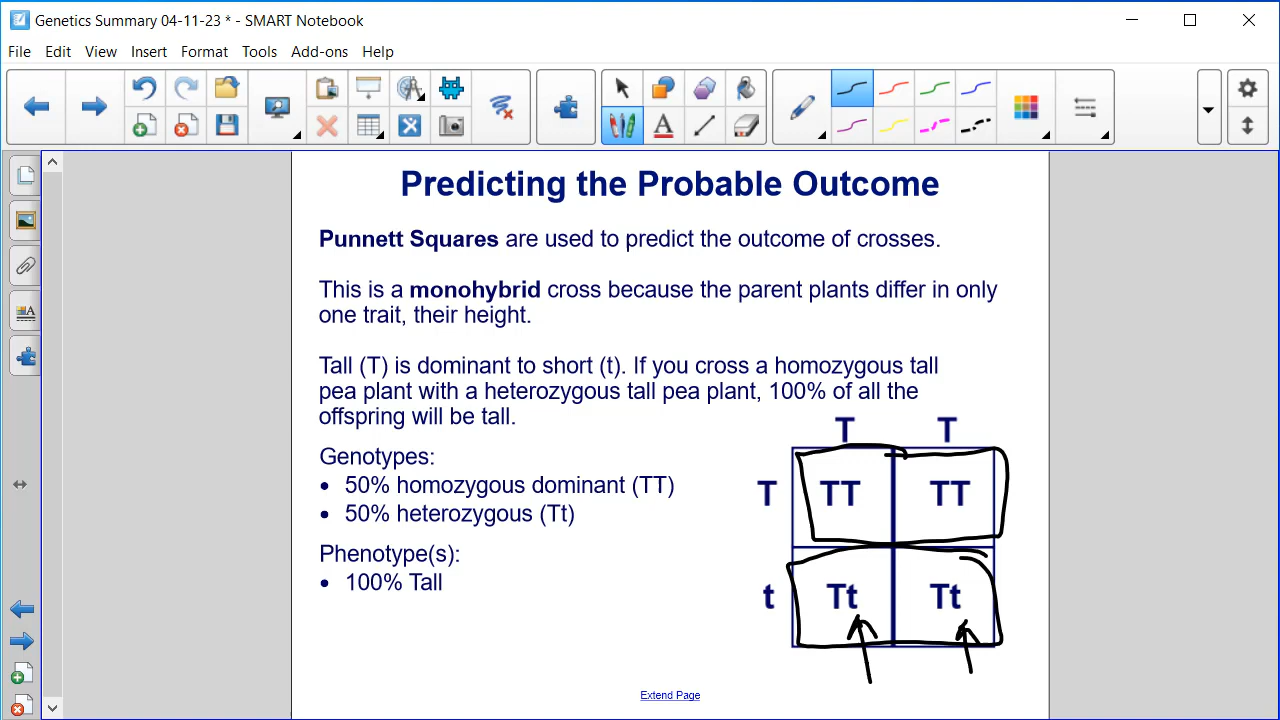 Genetics Summary 04-11-23 * - SMART Notebook
File Edit View Insert Format Tools Add-ons Help
Predicting the Probable Outcome
Punnett Squares are used to predict the outcome of crosses.
This is a monohybrid cross because the parent plants differ in only
one trait, their height.
Tall (T) is dominant to short (t). If you cross a homozygous tall
pea plant with a heterozygous tall pea plant, 100% of all the
offspring will be tall.
Genotypes:
• 50% homozygous dominant (TT)
• 50% heterozygous (Tt)
Phenotype(s):
• 100% Tall
T T
T TT TT
t Tt Tt
Extend Page